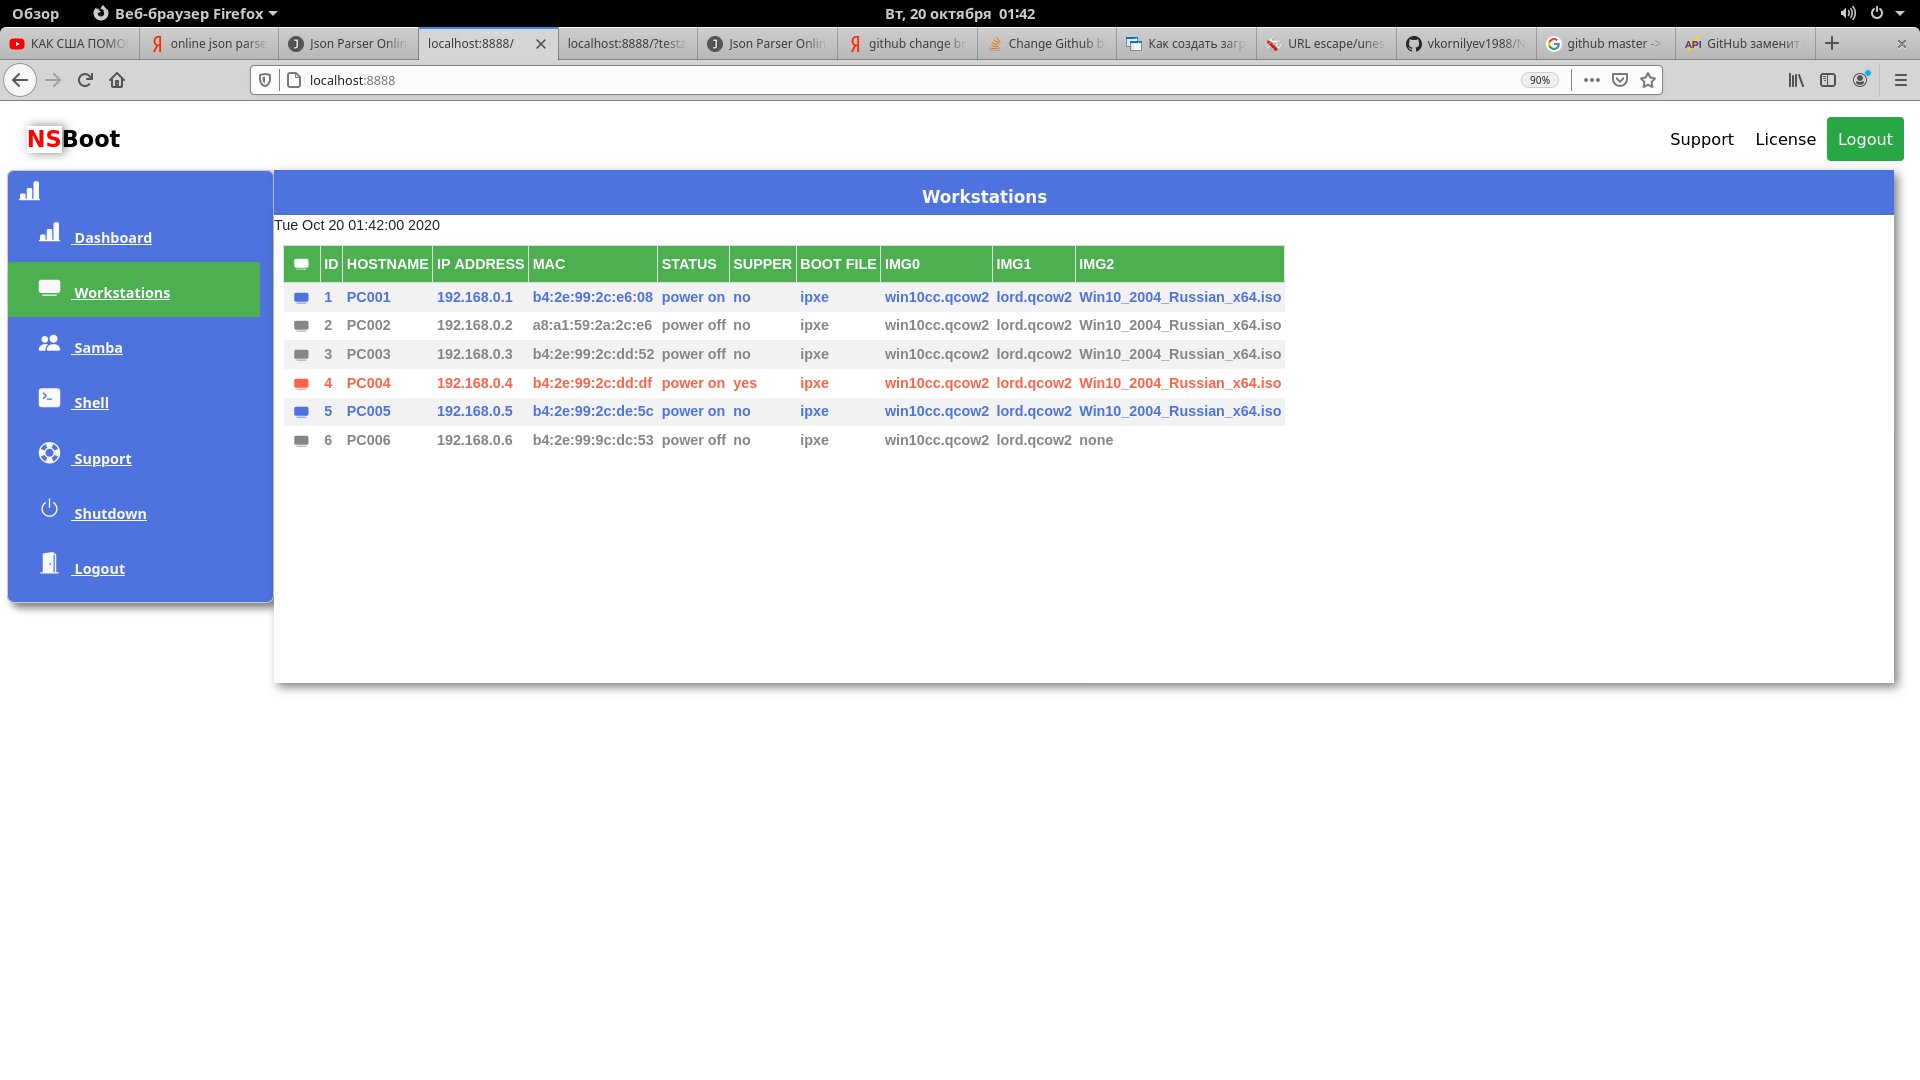 Обзор Веб-браузер Firefox Вт, 20 октября 01:42
КАК США ПОМО online json parse Json Parser Onlin localhost:8888/ localhost:8888/?testz Json Parser Onlin github change br Change Github b Как создать загр URL escape/unes vkornilyev1988/N github master -> API GitHub заменит
localhost:8888 90%
NSBoot Support License Logout
Workstations
Tue Oct 20 01:42:00 2020
Dashboard
Workstations
Samba
Shell
Support
Shutdown
Logout
ID HOSTNAME IP ADDRESS MAC STATUS SUPPER BOOT FILE IMG0 IMG1 IMG2
1 PC001 192.168.0.1 b4:2e:99:2c:e6:08 power on no ipxe win10cc.qcow2 lord.qcow2 Win10_2004_Russian_x64.iso
2 PC002 192.168.0.2 a8:a1:59:2a:2c:e6 power off no ipxe win10cc.qcow2 lord.qcow2 Win10_2004_Russian_x64.iso
3 PC003 192.168.0.3 b4:2e:99:2c:dd:52 power off no ipxe win10cc.qcow2 lord.qcow2 Win10_2004_Russian_x64.iso
4 PC004 192.168.0.4 b4:2e:99:2c:dd:df power on yes ipxe win10cc.qcow2 lord.qcow2 Win10_2004_Russian_x64.iso
5 PC005 192.168.0.5 b4:2e:99:2c:de:5c power on no ipxe win10cc.qcow2 lord.qcow2 Win10_2004_Russian_x64.iso
6 PC006 192.168.0.6 b4:2e:99:9c:dc:53 power off no ipxe win10cc.qcow2 lord.qcow2 none